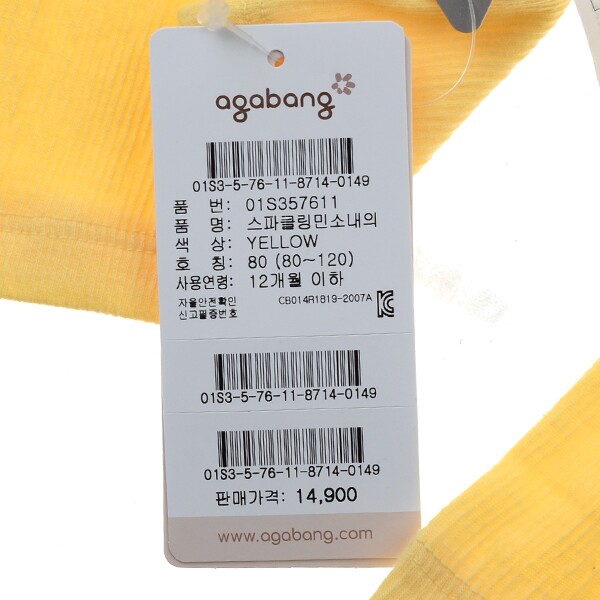 agabang
01S3-5-76-11-8714-0149
품 번: 01S357611
품 명: 스파쿨링민소내의
색 상: YELLOW
호 칭: 80 (80~120)
사용연령: 12개월 이하
자율안전확인
신고필증번호 CB014R1819-2007A
01S3-5-76-11-8714-0149
01S3-5-76-11-8714-0149
판매가격: 14,900
www.agabang.com